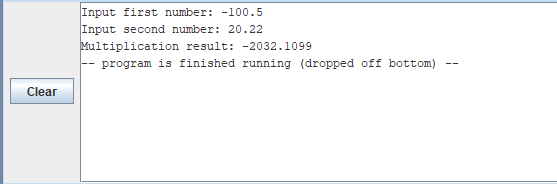 Input first number: -100.5
Input second number: 20.22
Multiplication result: -2032.1099
-- program is finished running (dropped off bottom) --
Clear